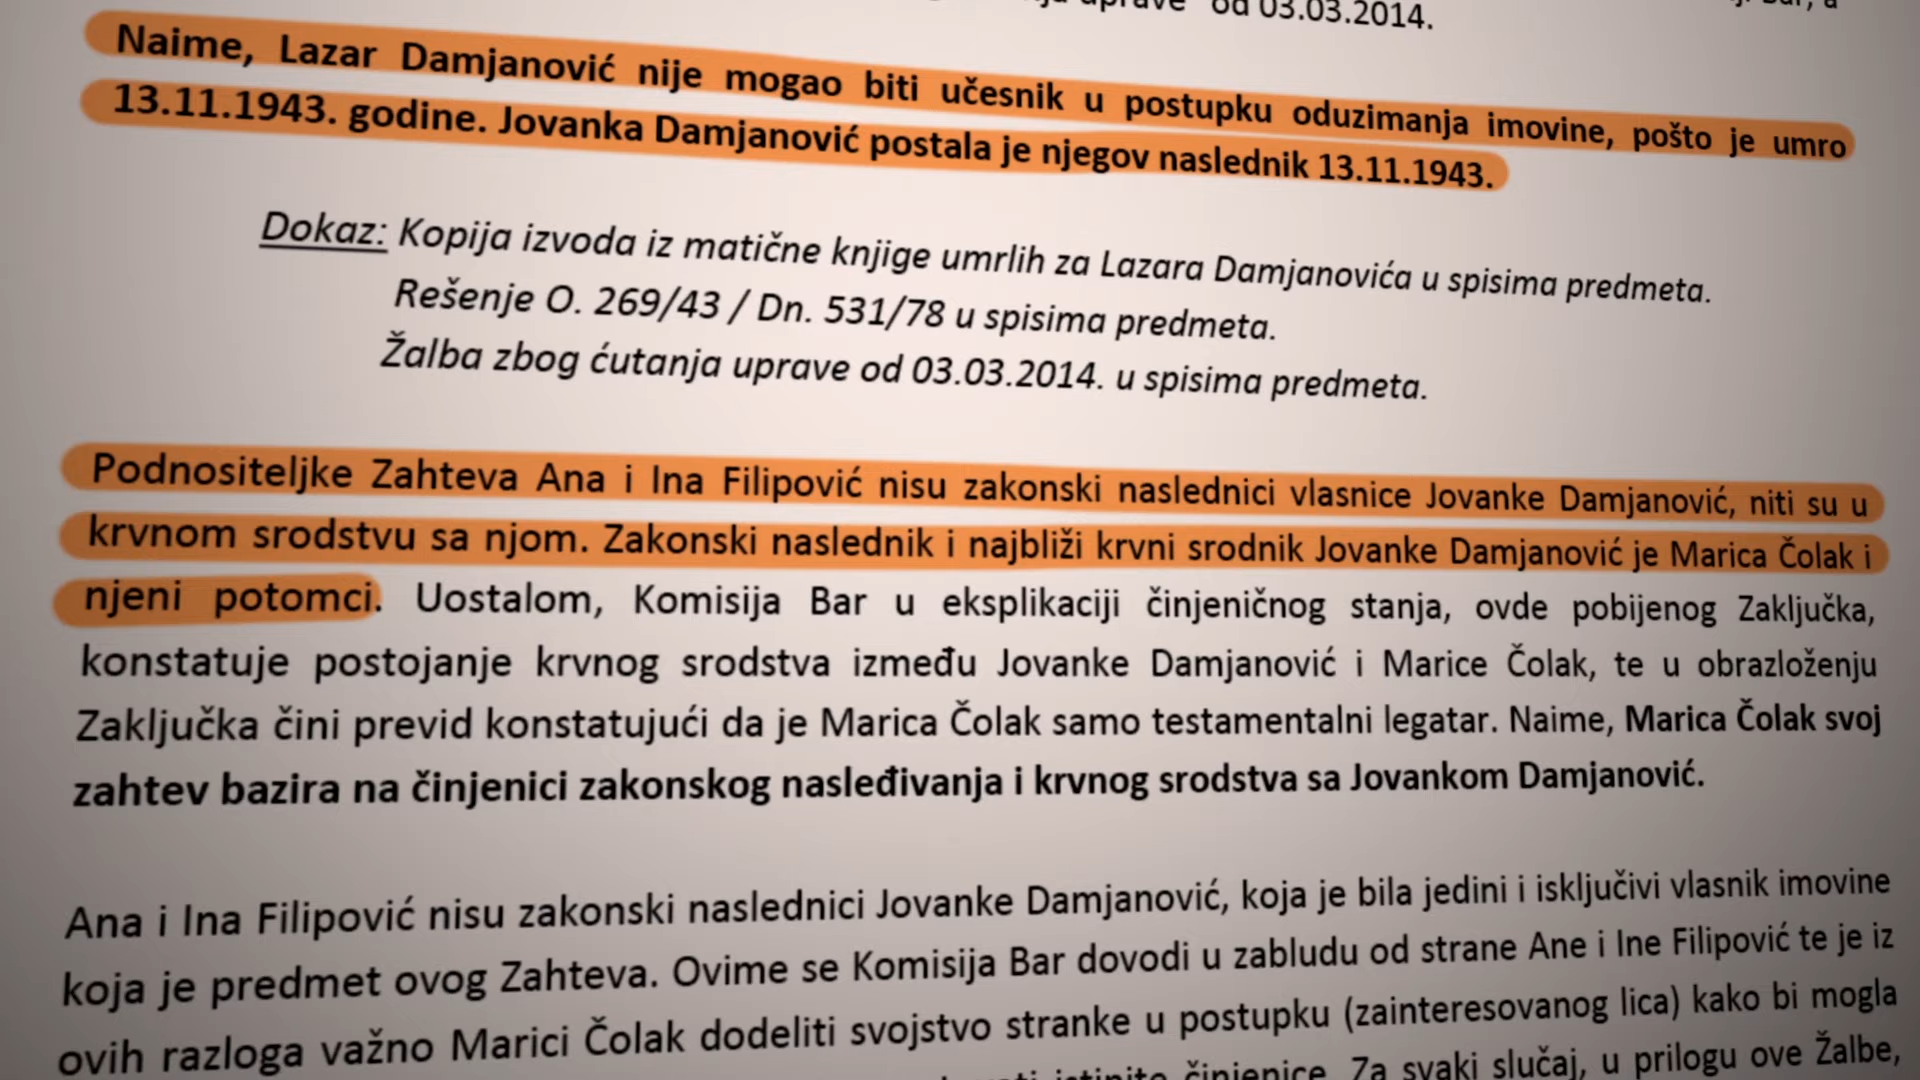 uprave" od 03.03.2014.
Naime, Lazar Damjanović nije mogao biti učesnik u postupku oduzimanja imovine, pošto je umro
13.11.1943. godine. Jovanka Damjanović postala je njegov naslednik 13.11.1943.
Dokaz: Kopija izvoda iz matične knjige umrlih za Lazara Damjanovića u spisima predmeta.
Rešenje O. 269/43 / Dn. 531/78 u spisima predmeta.
Žalba zbog ćutanja uprave od 03.03.2014. u spisima predmeta.
Podnositeljke Zahteva Ana i Ina Filipović nisu zakonski naslednici vlasnice Jovanke Damjanović, niti su u
krvnom srodstvu sa njom. Zakonski naslednik i najbliži krvni srodnik Jovanke Damjanović je Marica Čolak i
njeni potomci. Uostalom, Komisija Bar u eksplikaciji činjeničnog stanja, ovde pobijenog Zaključka,
konstatuje postojanje krvnog srodstva između Jovanke Damjanović i Marice Čolak, te u obrazloženju
Zaključka čini previd konstatujući da je Marica Čolak samo testamentalni legatar. Naime, Marica Čolak svoj
zahtev bazira na činjenici zakonskog nasleđivanja i krvnog srodstva sa Jovankom Damjanović.
Ana i Ina Filipović nisu zakonski naslednici Jovanke Damjanović, koja je bila jedini i isključivi vlasnik imovine
koja je predmet ovog Zahteva. Ovime se Komisija Bar dovodi u zabludu od strane Ane i Ine Filipović te je iz
ovih razloga važno Marici Čolak dodeliti svojstvo stranke u postupku (zainteresovanog lica) kako bi mogla
istinite činjenice. Za svaki slučaj, u prilogu ove Žalbe,